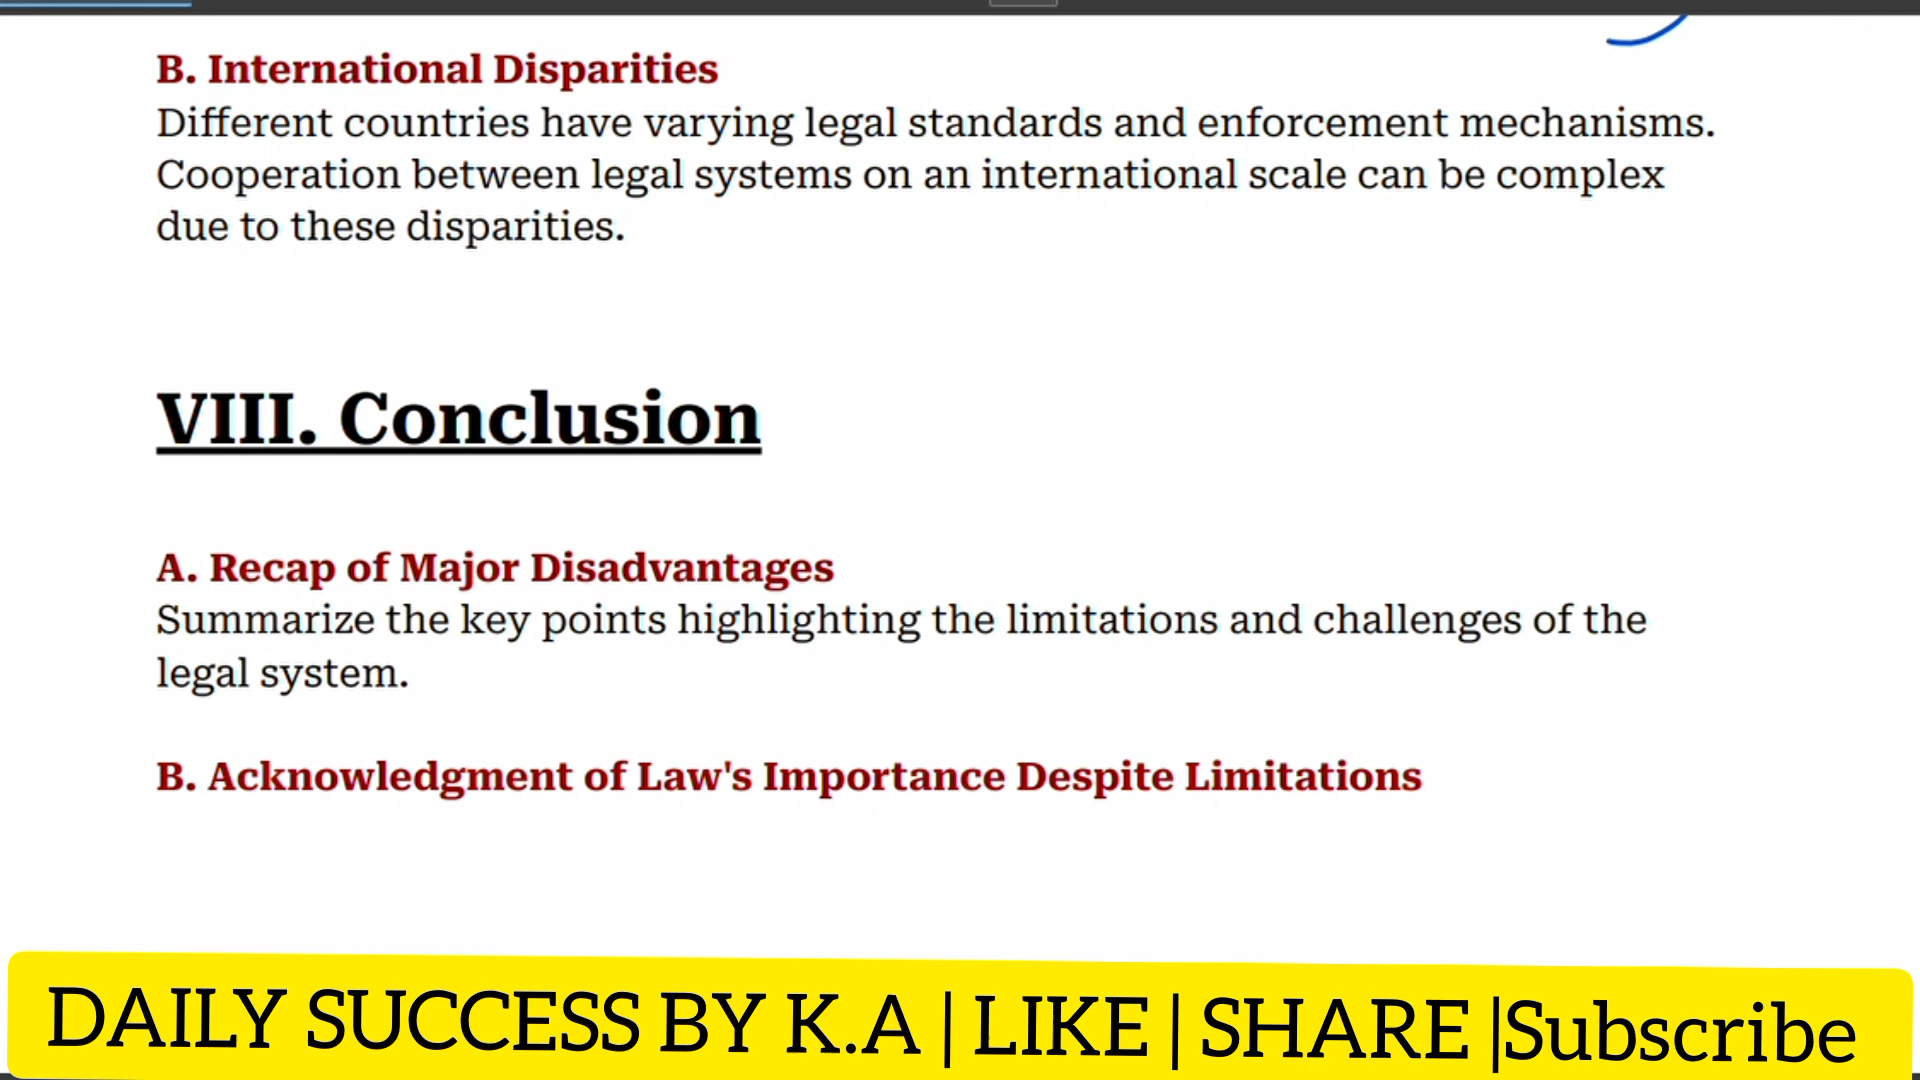 B. International Disparities
Different countries have varying legal standards and enforcement mechanisms.
Cooperation between legal systems on an international scale can be complex
due to these disparities.
VIII. Conclusion
A. Recap of Major Disadvantages
Summarize the key points highlighting the limitations and challenges of the
legal system.
B. Acknowledgment of Law's Importance Despite Limitations
DAILY SUCCESS BY K.A | LIKE | SHARE |Subscribe